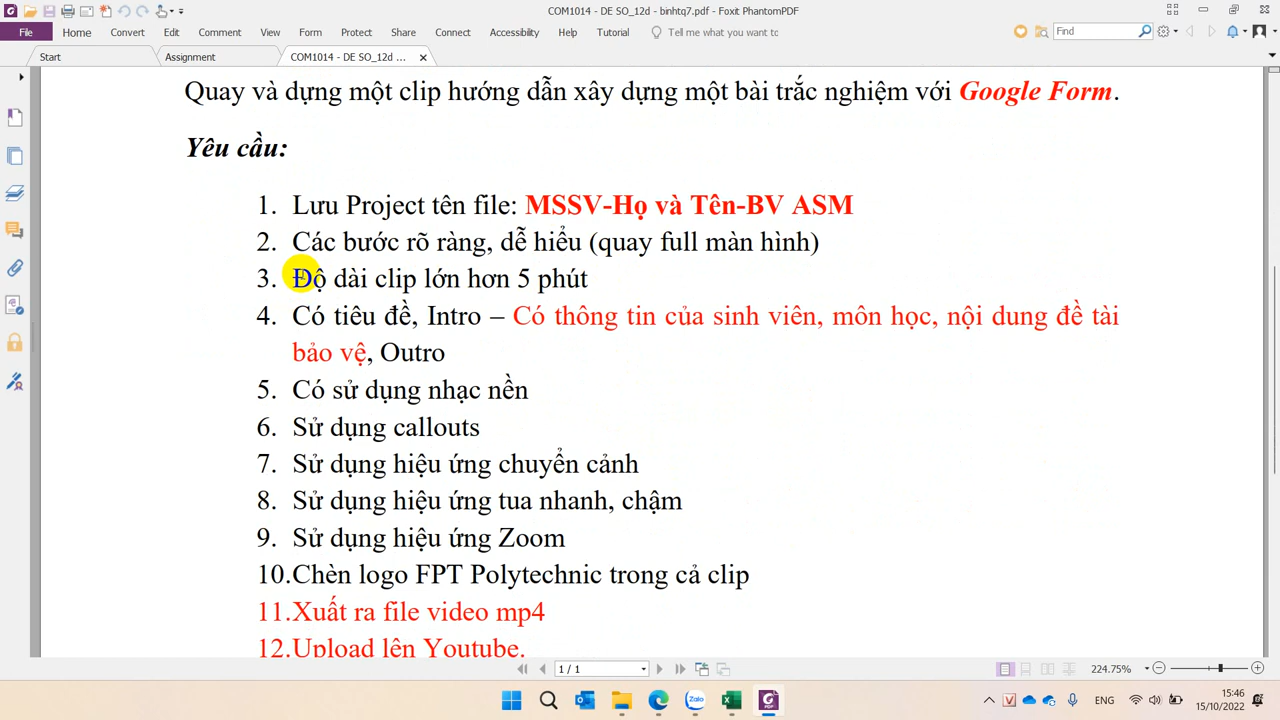 COM1014 - DE SO_12d - binhtq7.pdf - Foxit PhantomPDF
File Home Convert Edit Comment View Form Protect Share Connect Accessibility Help Tutorial Tell me what you want to Find
Start Assignment COM1014 - DE SO_12d ...
Quay và dựng một clip hướng dẫn xây dựng một bài trắc nghiệm với Google Form.
Yêu cầu:
1. Lưu Project tên file: MSSV-Họ và Tên-BV ASM
2. Các bước rõ ràng, dễ hiểu (quay full màn hình)
3. Độ dài clip lớn hơn 5 phút
4. Có tiêu đề, Intro – Có thông tin của sinh viên, môn học, nội dung đề tài
bảo vệ, Outro
5. Có sử dụng nhạc nền
6. Sử dụng callouts
7. Sử dụng hiệu ứng chuyển cảnh
8. Sử dụng hiệu ứng tua nhanh, chậm
9. Sử dụng hiệu ứng Zoom
10.Chèn logo FPT Polytechnic trong cả clip
11.Xuất ra file video mp4
12.Upload lên Youtube.
1 / 1 224.75%
Zalo ENG 15:46
15/10/2022